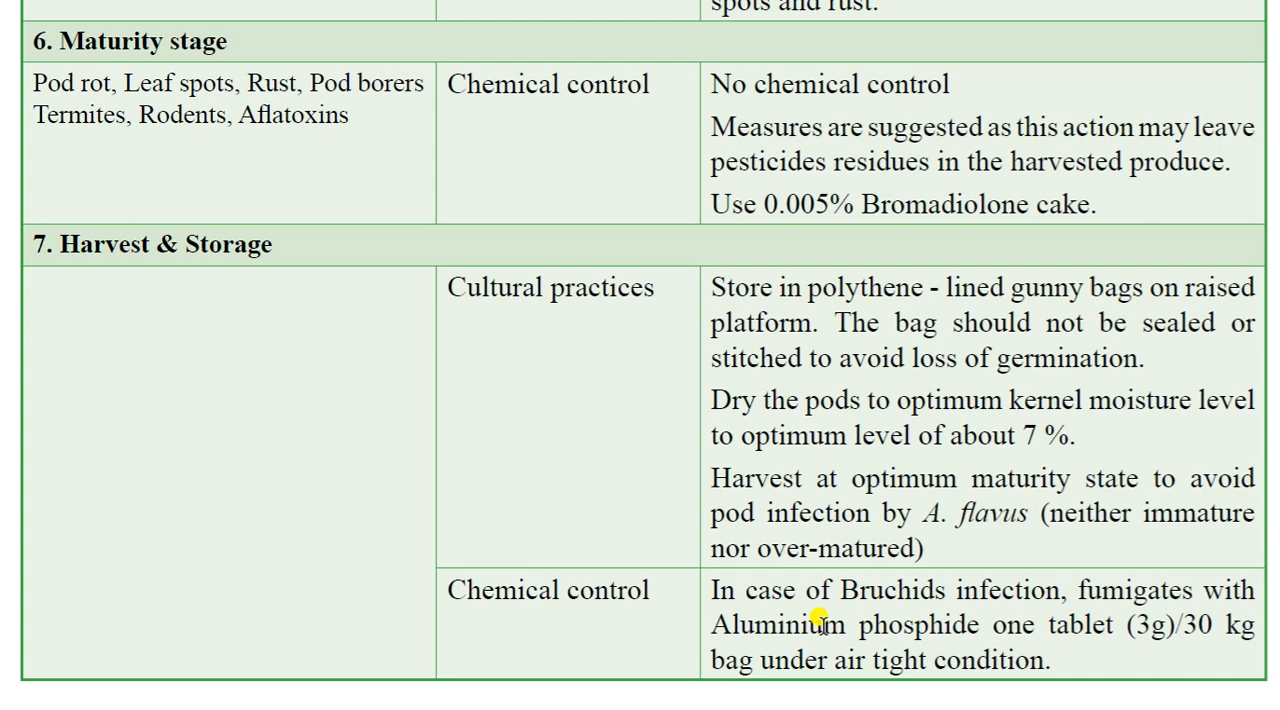 spots and rust.
6. Maturity stage
Pod rot, Leaf spots, Rust, Pod borers
Termites, Rodents, Aflatoxins
Chemical control
No chemical control
Measures are suggested as this action may leave
pesticides residues in the harvested produce.
Use 0.005% Bromadiolone cake.
7. Harvest & Storage
Cultural practices
Store in polythene - lined gunny bags on raised
platform. The bag should not be sealed or
stitched to avoid loss of germination.
Dry the pods to optimum kernel moisture level
to optimum level of about 7 %.
Harvest at optimum maturity state to avoid
pod infection by A. flavus (neither immature
nor over-matured)
Chemical control
In case of Bruchids infection, fumigates with
Aluminium phosphide one tablet (3g)/30 kg
bag under air tight condition.